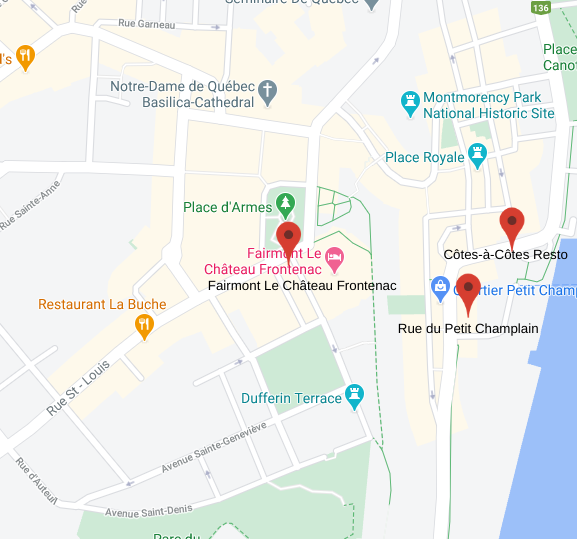 Séminaire De Québec
Rue Garneau
136
Place
Canot
l's
Notre-Dame de Québec
Basilica-Cathedral
Montmorency Park
National Historic Site
Place Royale
Rue Sainte-Anne
Place d'Armes
Côtes-à-Côtes Resto
Fairmont Le
Château Frontenac
Fairmont Le Château Frontenac
Quartier Petit Champ
Restaurant La Buche
Rue du Petit Champlain
Rue St - Louis
Dufferin Terrace
Avenue Sainte-Geneviève
Rue d'Auteuil
Avenue Saint-Denis
Parc du